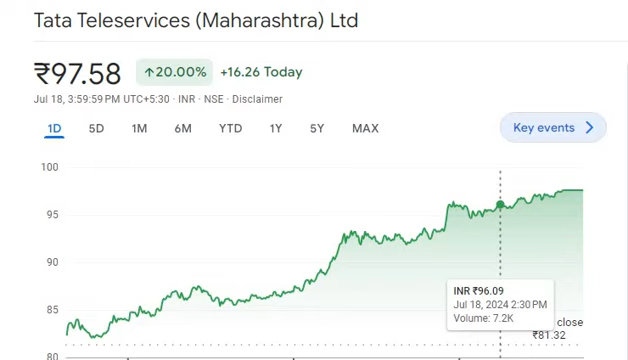 Tata Teleservices (Maharashtra) Ltd
₹97.58 ↑20.00% +16.26 Today
Jul 18, 3:59:59 PM UTC+5:30 · INR · NSE · Disclaimer
1D 5D 1M 6M YTD 1Y 5Y MAX Key events
100
95
90
85
80
INR ₹96.09
Jul 18, 2024 2:30 PM
Volume: 7.2K
close
₹81.32